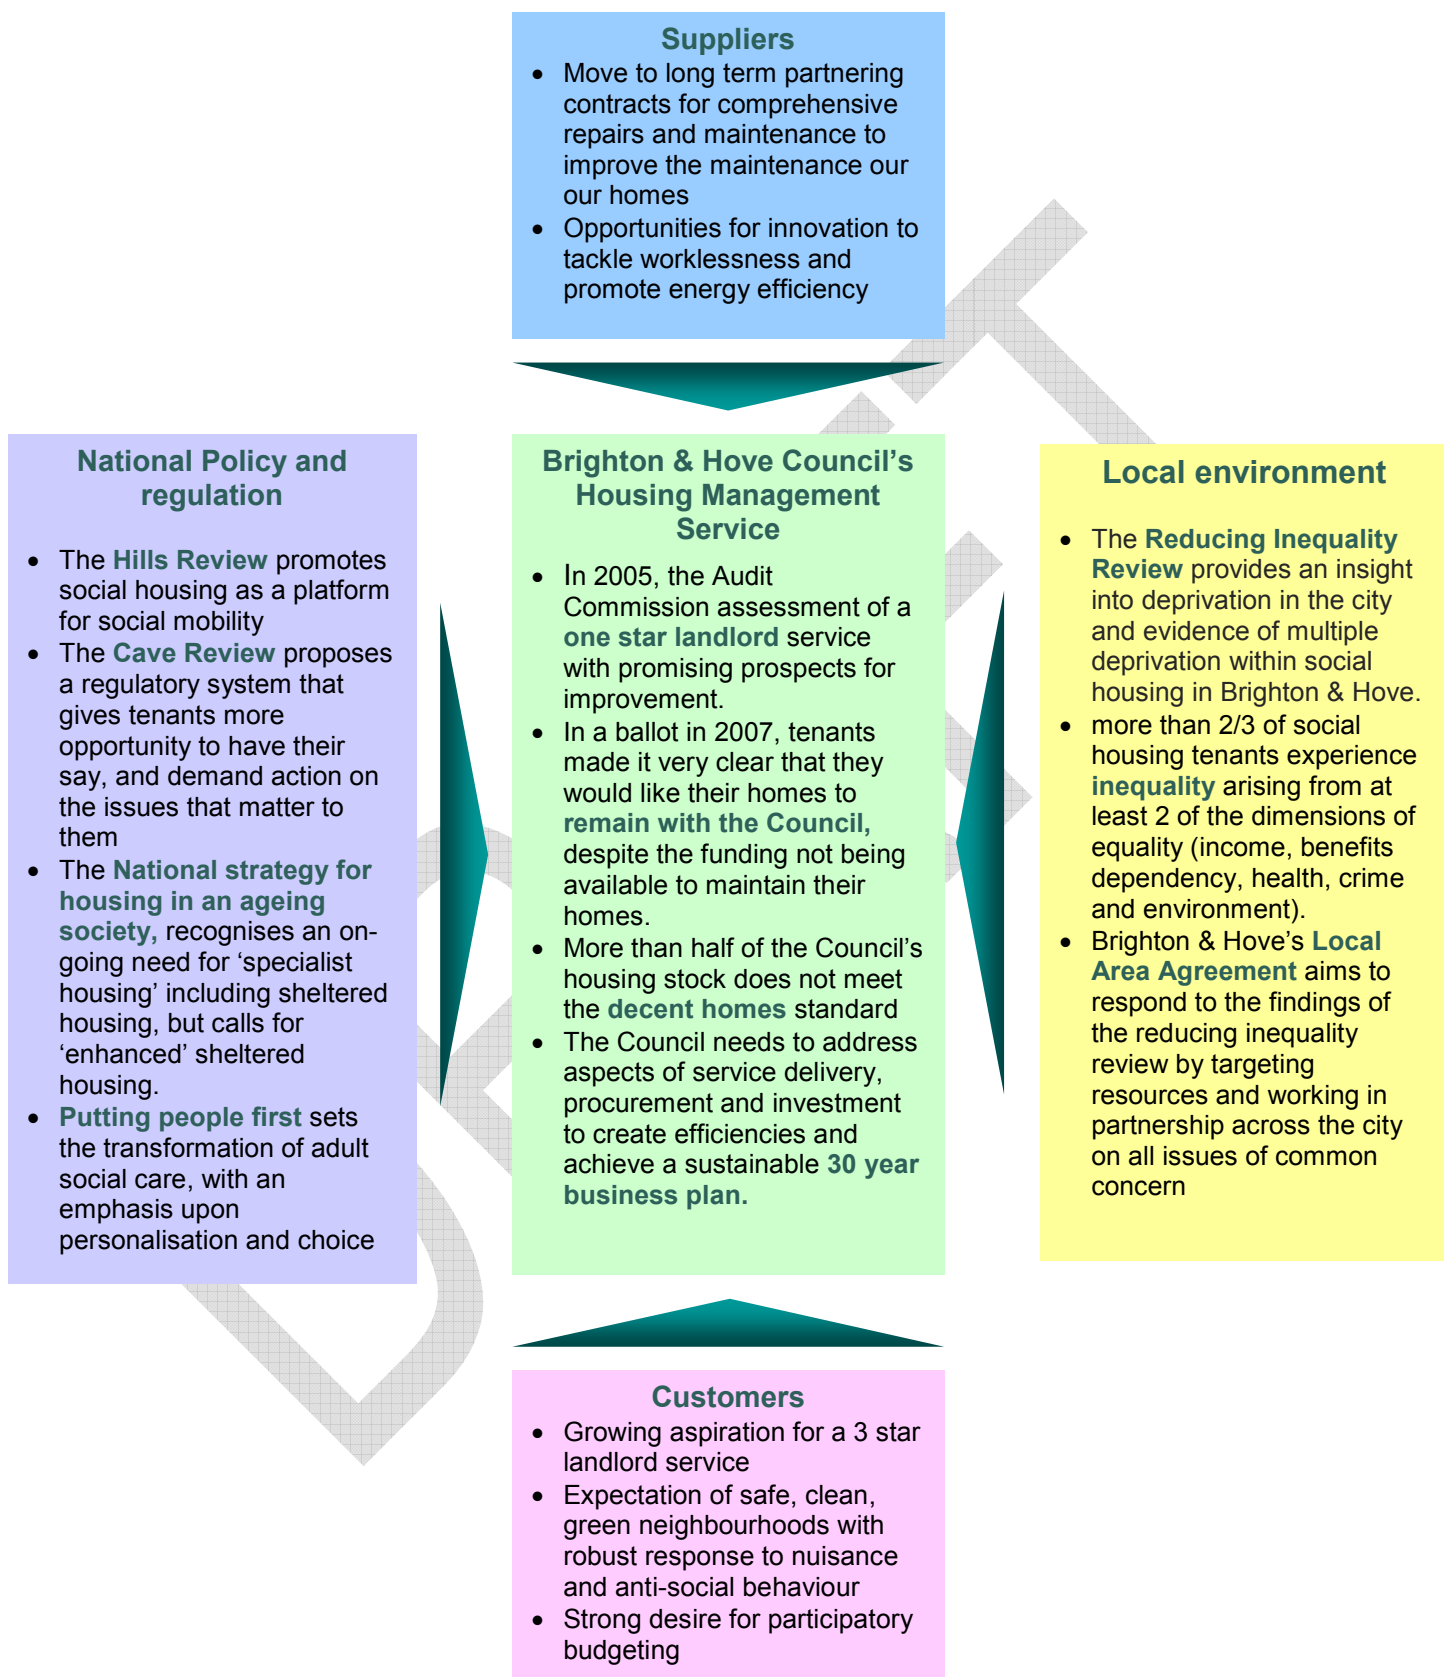 Suppliers
• Move to long term partnering
contracts for comprehensive
repairs and maintenance to
improve the maintenance our
our homes
• Opportunities for innovation to
tackle worklessness and
promote energy efficiency
National Policy and
regulation
• The Hills Review promotes
social housing as a platform
for social mobility
• The Cave Review proposes
a regulatory system that
gives tenants more
opportunity to have their
say, and demand action on
the issues that matter to
them
• The National strategy for
housing in an ageing
society, recognises an on-
going need for ‘specialist
housing’ including sheltered
housing, but calls for
‘enhanced’ sheltered
housing.
• Putting people first sets
the transformation of adult
social care, with an
emphasis upon
personalisation and choice
Brighton & Hove Council’s
Housing Management
Service
• In 2005, the Audit
Commission assessment of a
one star landlord service
with promising prospects for
improvement.
• In a ballot in 2007, tenants
made it very clear that they
would like their homes to
remain with the Council,
despite the funding not being
available to maintain their
homes.
• More than half of the Council’s
housing stock does not meet
the decent homes standard
• The Council needs to address
aspects of service delivery,
procurement and investment
to create efficiencies and
achieve a sustainable 30 year
business plan.
Local environment
• The Reducing Inequality
Review provides an insight
into deprivation in the city
and evidence of multiple
deprivation within social
housing in Brighton & Hove.
• more than 2/3 of social
housing tenants experience
inequality arising from at
least 2 of the dimensions of
equality (income, benefits
dependency, health, crime
and environment).
• Brighton & Hove’s Local
Area Agreement aims to
respond to the findings of
the reducing inequality
review by targeting
resources and working in
partnership across the city
on all issues of common
concern
Customers
• Growing aspiration for a 3 star
landlord service
• Expectation of safe, clean,
green neighbourhoods with
robust response to nuisance
and anti-social behaviour
• Strong desire for participatory
budgeting
DRAFT